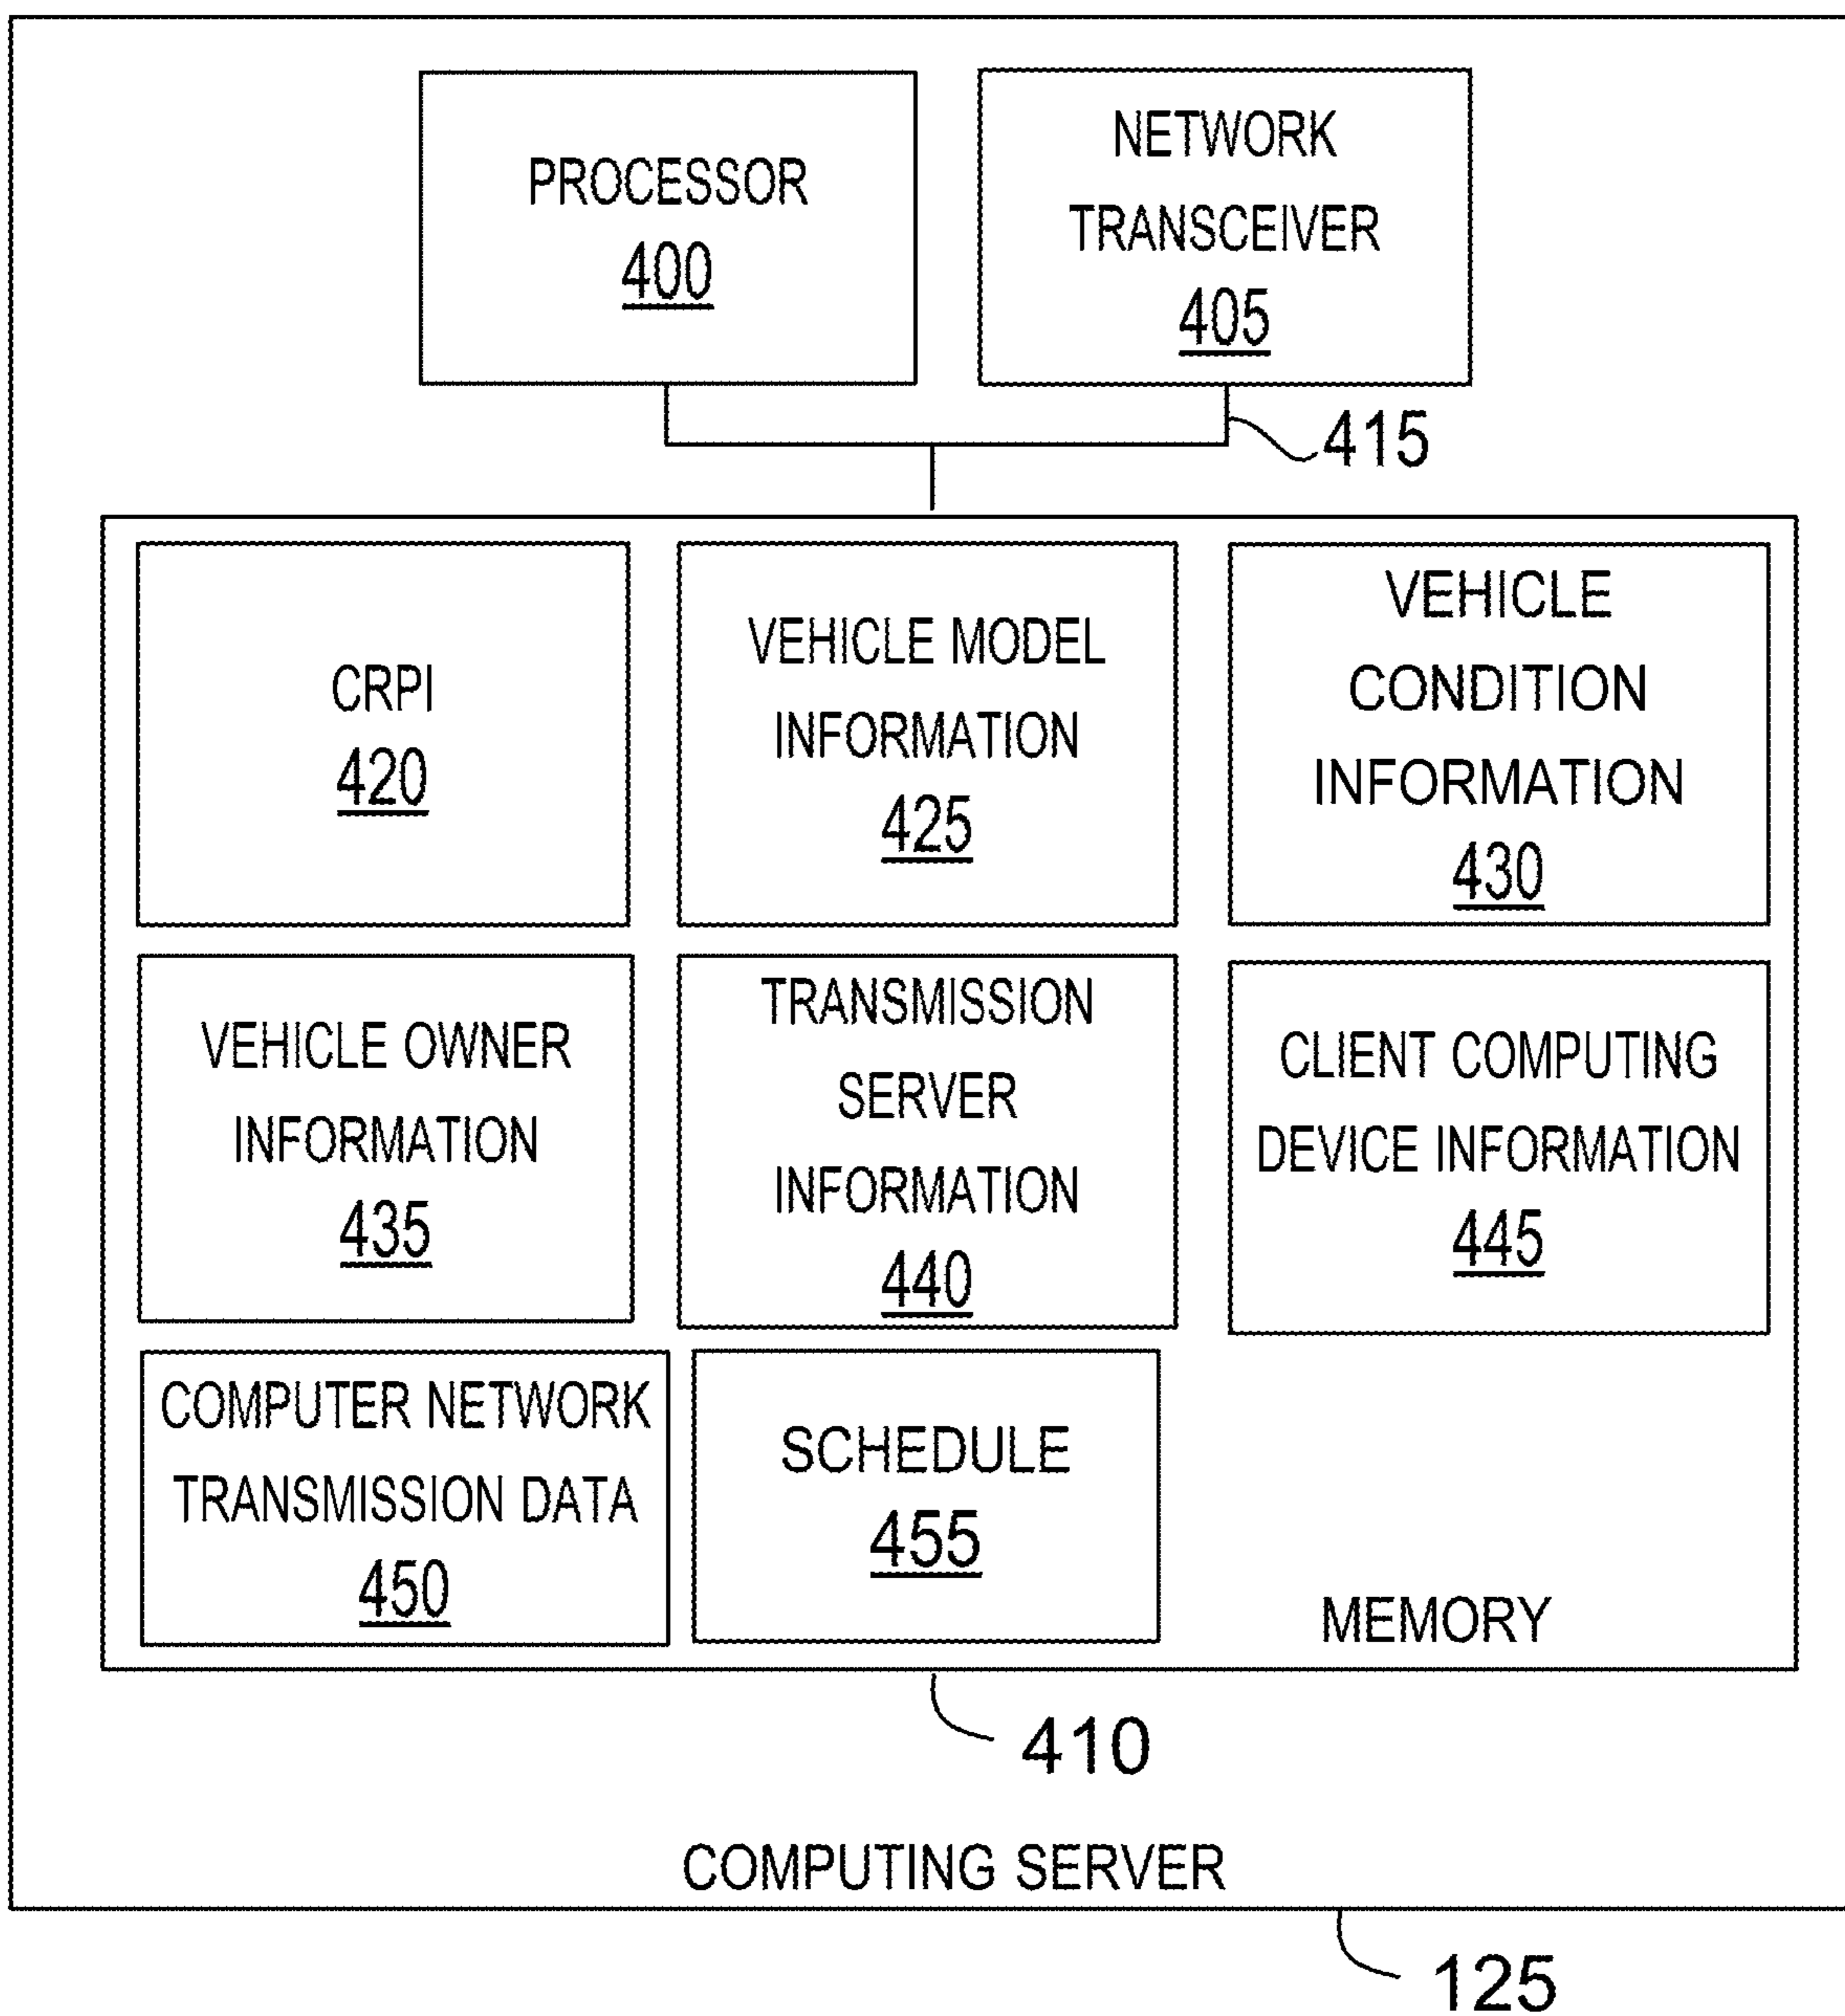 PROCESSOR
400
NETWORK
TRANSCEIVER
405
415
CRPI
420
VEHICLE MODEL
INFORMATION
425
VEHICLE
CONDITION
INFORMATION
430
VEHICLE OWNER
INFORMATION
435
TRANSMISSION
SERVER
INFORMATION
440
CLIENT COMPUTING
DEVICE INFORMATION
445
COMPUTER NETWORK
TRANSMISSION DATA
450
SCHEDULE
455
MEMORY
410
COMPUTING SERVER
125